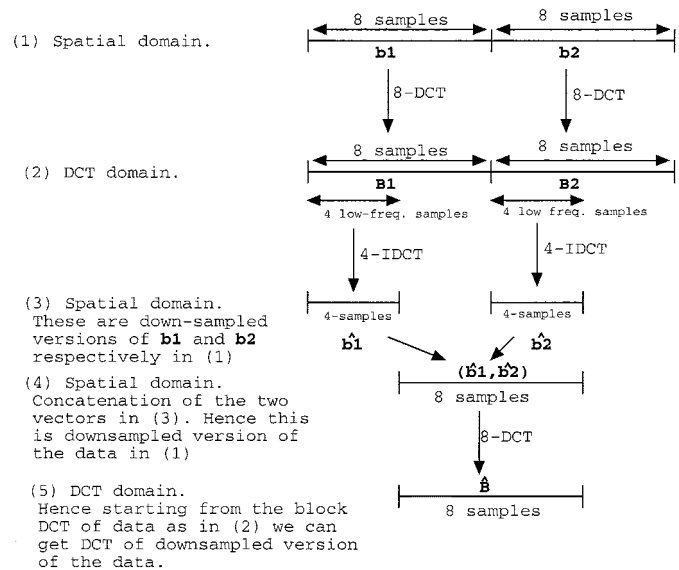 8 samples 8 samples
(1) Spatial domain.
b1 b2
8-DCT 8-DCT
8 samples 8 samples
(2) DCT domain.
B1 B2
4 low-freq. samples 4 low freq. samples
4-IDCT 4-IDCT
(3) Spatial domain.
These are down-sampled
versions of b1 and b2
respectively in (1)
4-samples 4-samples
b̂1 b̂2
(b̂1,b̂2)
(4) Spatial domain.
Concatenation of the two
vectors in (3). Hence this
is downsampled version of
the data in (1)
8 samples
8-DCT
B̂
(5) DCT domain.
Hence starting from the block
DCT of data as in (2) we can
get DCT of downsampled version
of the data.
8 samples